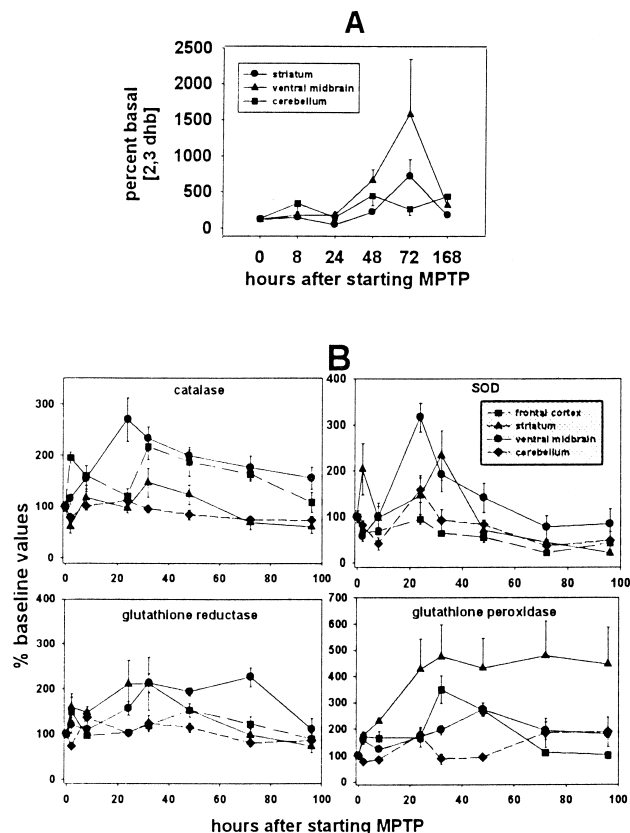 A
percent basal
[2,3 dhb]
2500
2000
1500
1000
500
0
striatum
ventral midbrain
cerebellum
0 8 24 48 72 168
hours after starting MPTP
B
% baseline values
catalase
300
200
100
0
0 20 40 60 80 100
SOD
400
300
200
100
0
frontal cortex
striatum
ventral midbrain
cerebellum
0 20 40 60 80 100
glutathione reductase
400
300
200
100
0
0 20 40 60 80 100
glutathione peroxidase
700
600
500
400
300
200
100
0
0 20 40 60 80 100
hours after starting MPTP